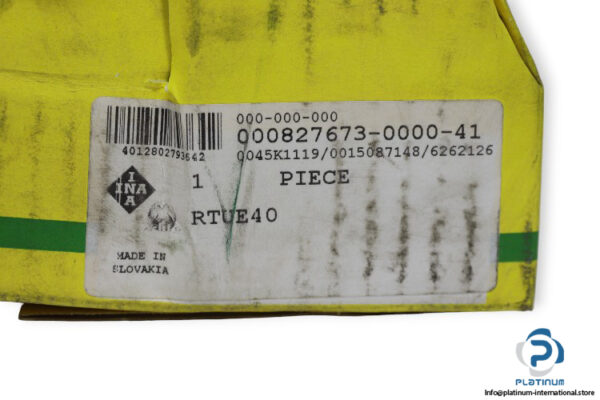 000-000-000
000827673-0000-41
0045K1119/0015087148/6262126
4012802793642
INA
INA
1 PIECE
RTUE40
MADE IN
SLOVAKIA
PLATINUM
Info@platinum-international.store